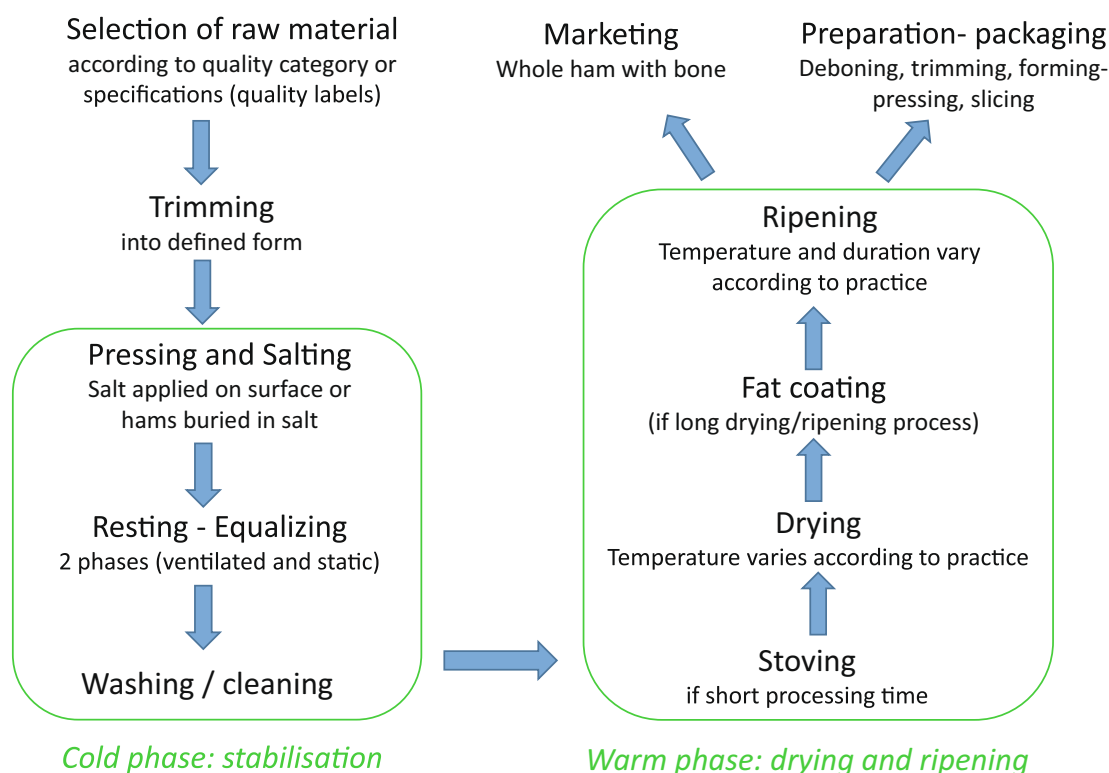 Selection of raw material
according to quality category or
specifications (quality labels)
Trimming
into defined form
Pressing and Salting
Salt applied on surface or
hams buried in salt
Resting - Equalizing
2 phases (ventilated and static)
Washing / cleaning
Cold phase: stabilisation
Marketing
Whole ham with bone
Preparation- packaging
Deboning, trimming, forming-
pressing, slicing
Ripening
Temperature and duration vary
according to practice
Fat coating
(if long drying/ripening process)
Drying
Temperature varies according to practice
Stoving
if short processing time
Warm phase: drying and ripening